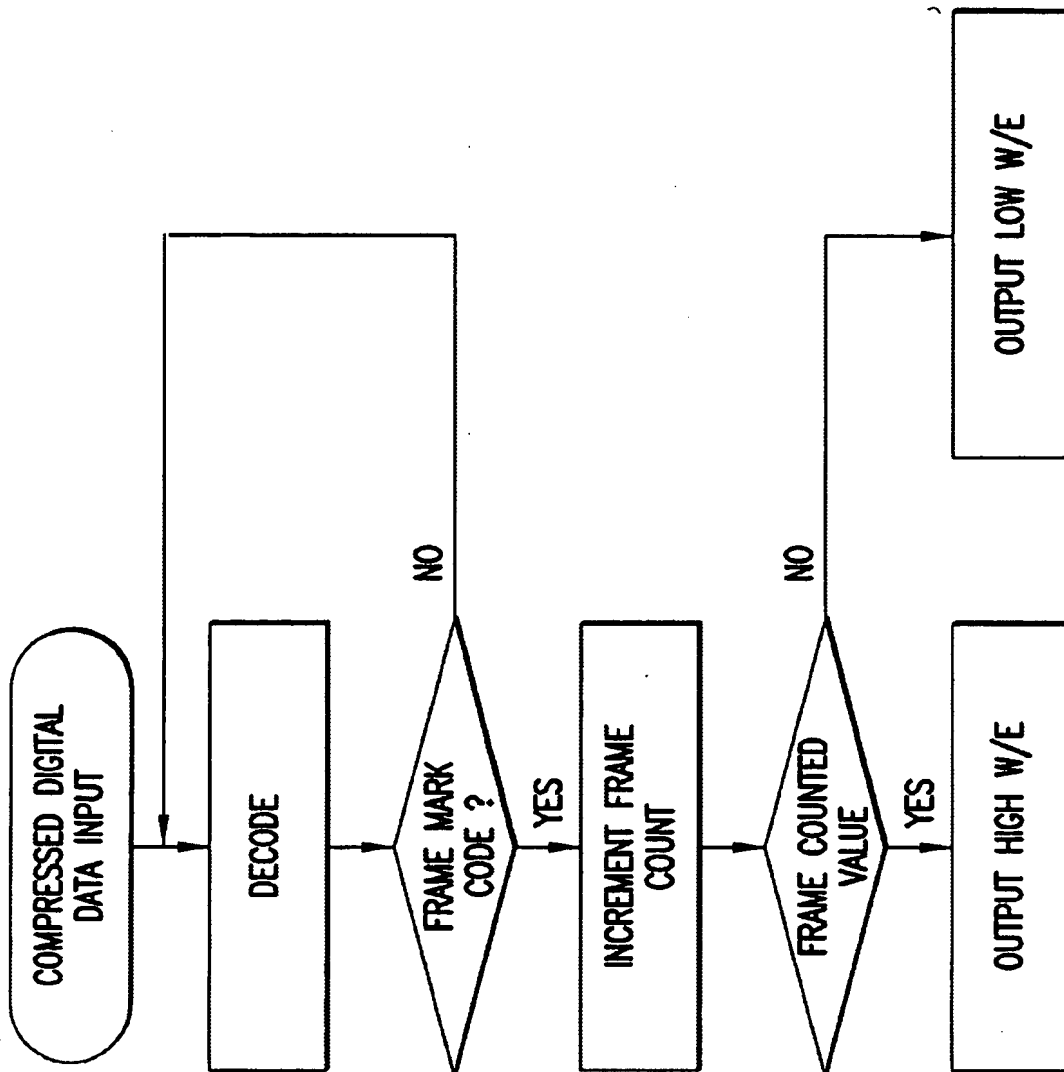 COMPRESSED DIGITAL
DATA INPUT
DECODE
FRAME MARK
CODE ?
NO
YES
INCREMENT FRAME
COUNT
FRAME COUNTED
VALUE
NO
YES
OUTPUT HIGH W/E
OUTPUT LOW W/E